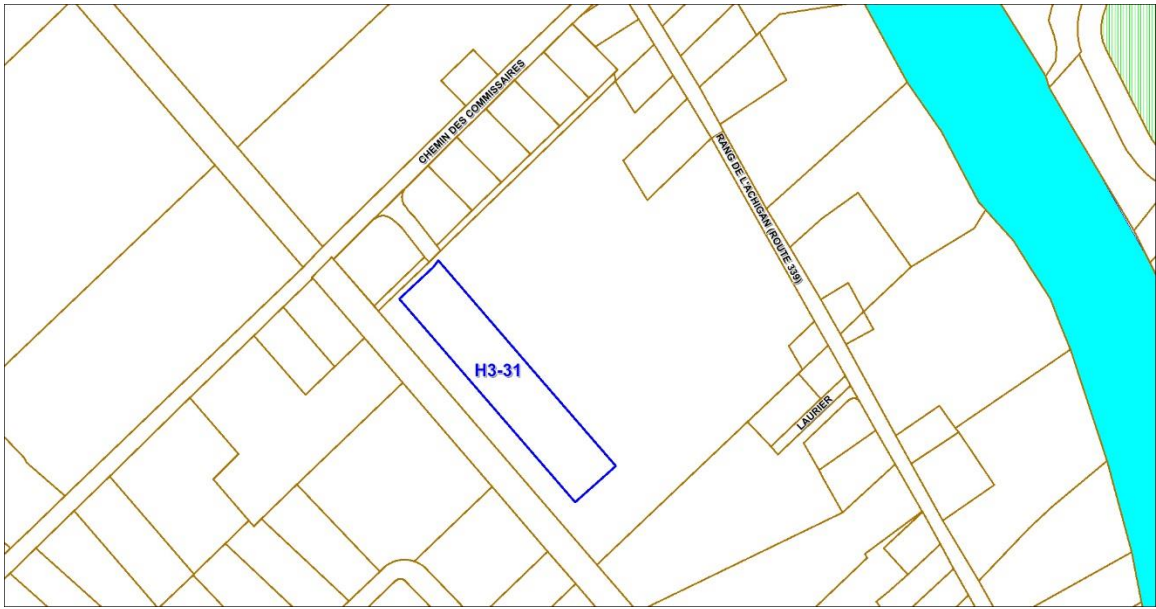 CHEMIN DES COMMISSAIRES
RANG DE L'ACHIGAN (ROUTE 339)
H3-31
LAURIER